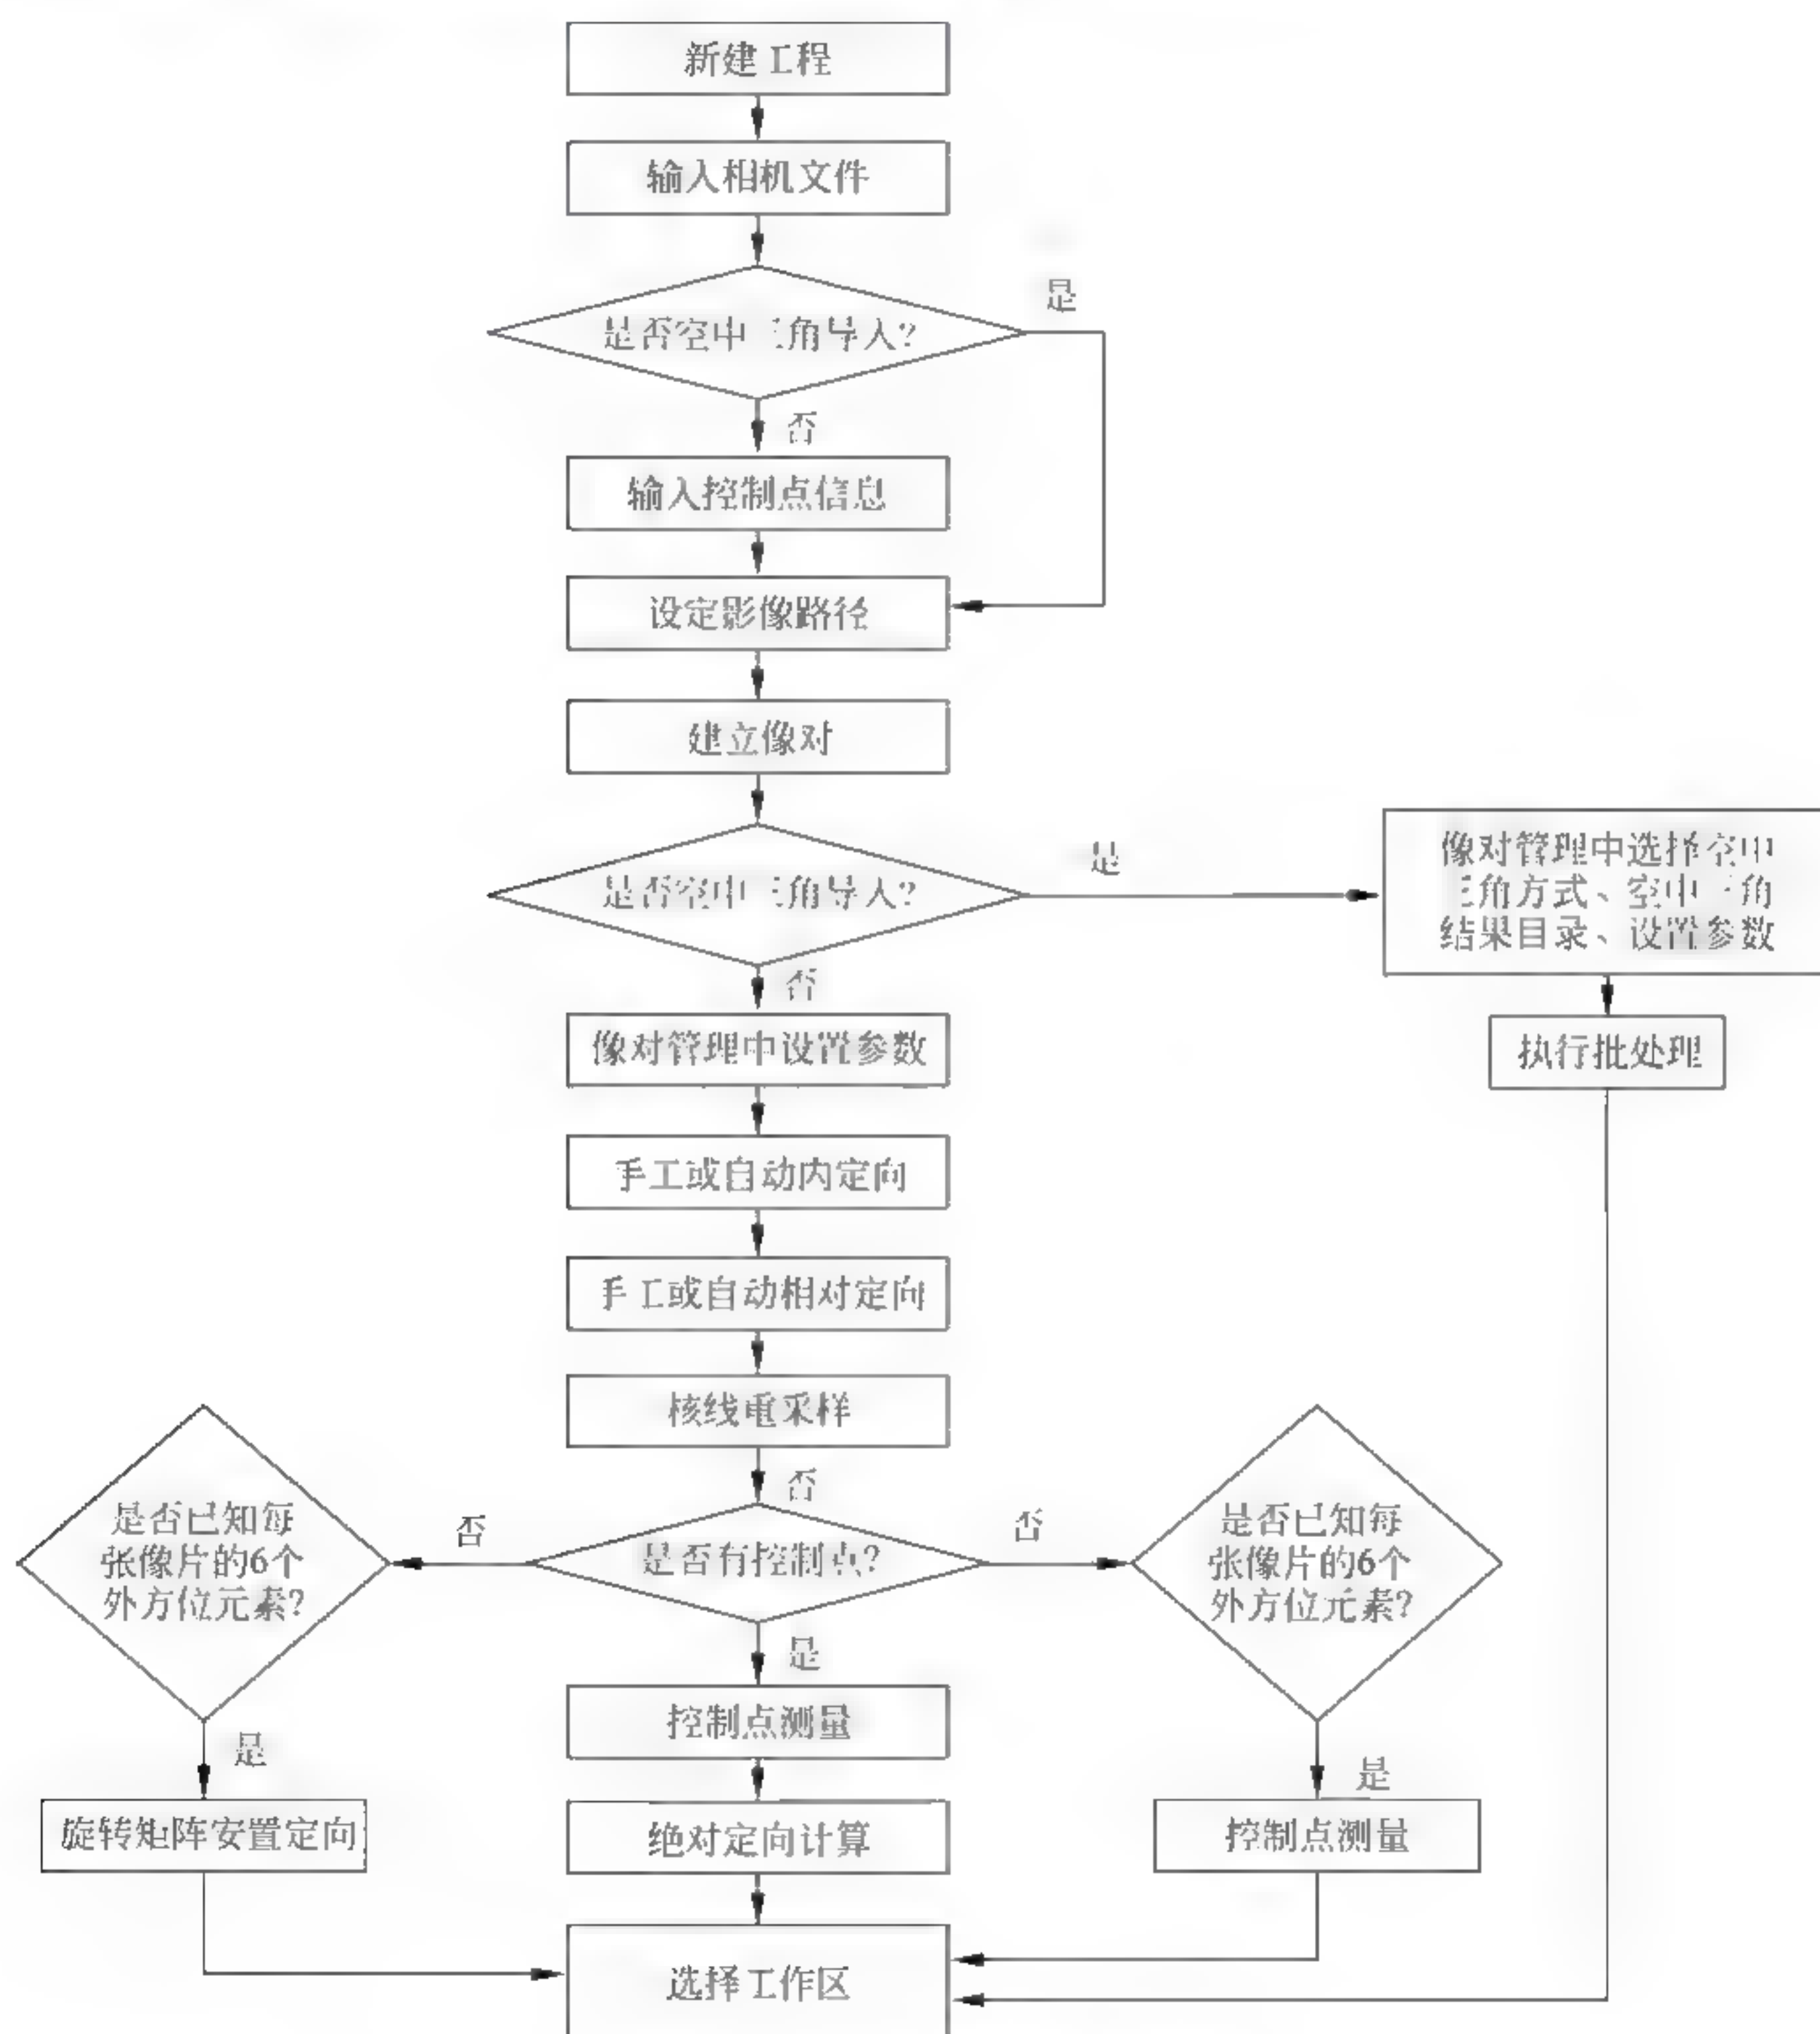 新建工程
输入相机文件
是否空中三角导入?
是
否
输入控制点信息
设定影像路径
建立像对
是否空中三角导入?
是
像对管理中选择空中
三角方式、空中三角
结果目录、设置参数
否
像对管理中设置参数
执行批处理
手工或自动内定向
手工或自动相对定向
核线重采样
否
是否已知每
张像片的6个
外方位元素?
否
是否有控制点?
否
是否已知每
张像片的6个
外方位元素?
是
控制点测量
是
是
旋转矩阵安置定向
绝对定向计算
控制点测量
选择工作区